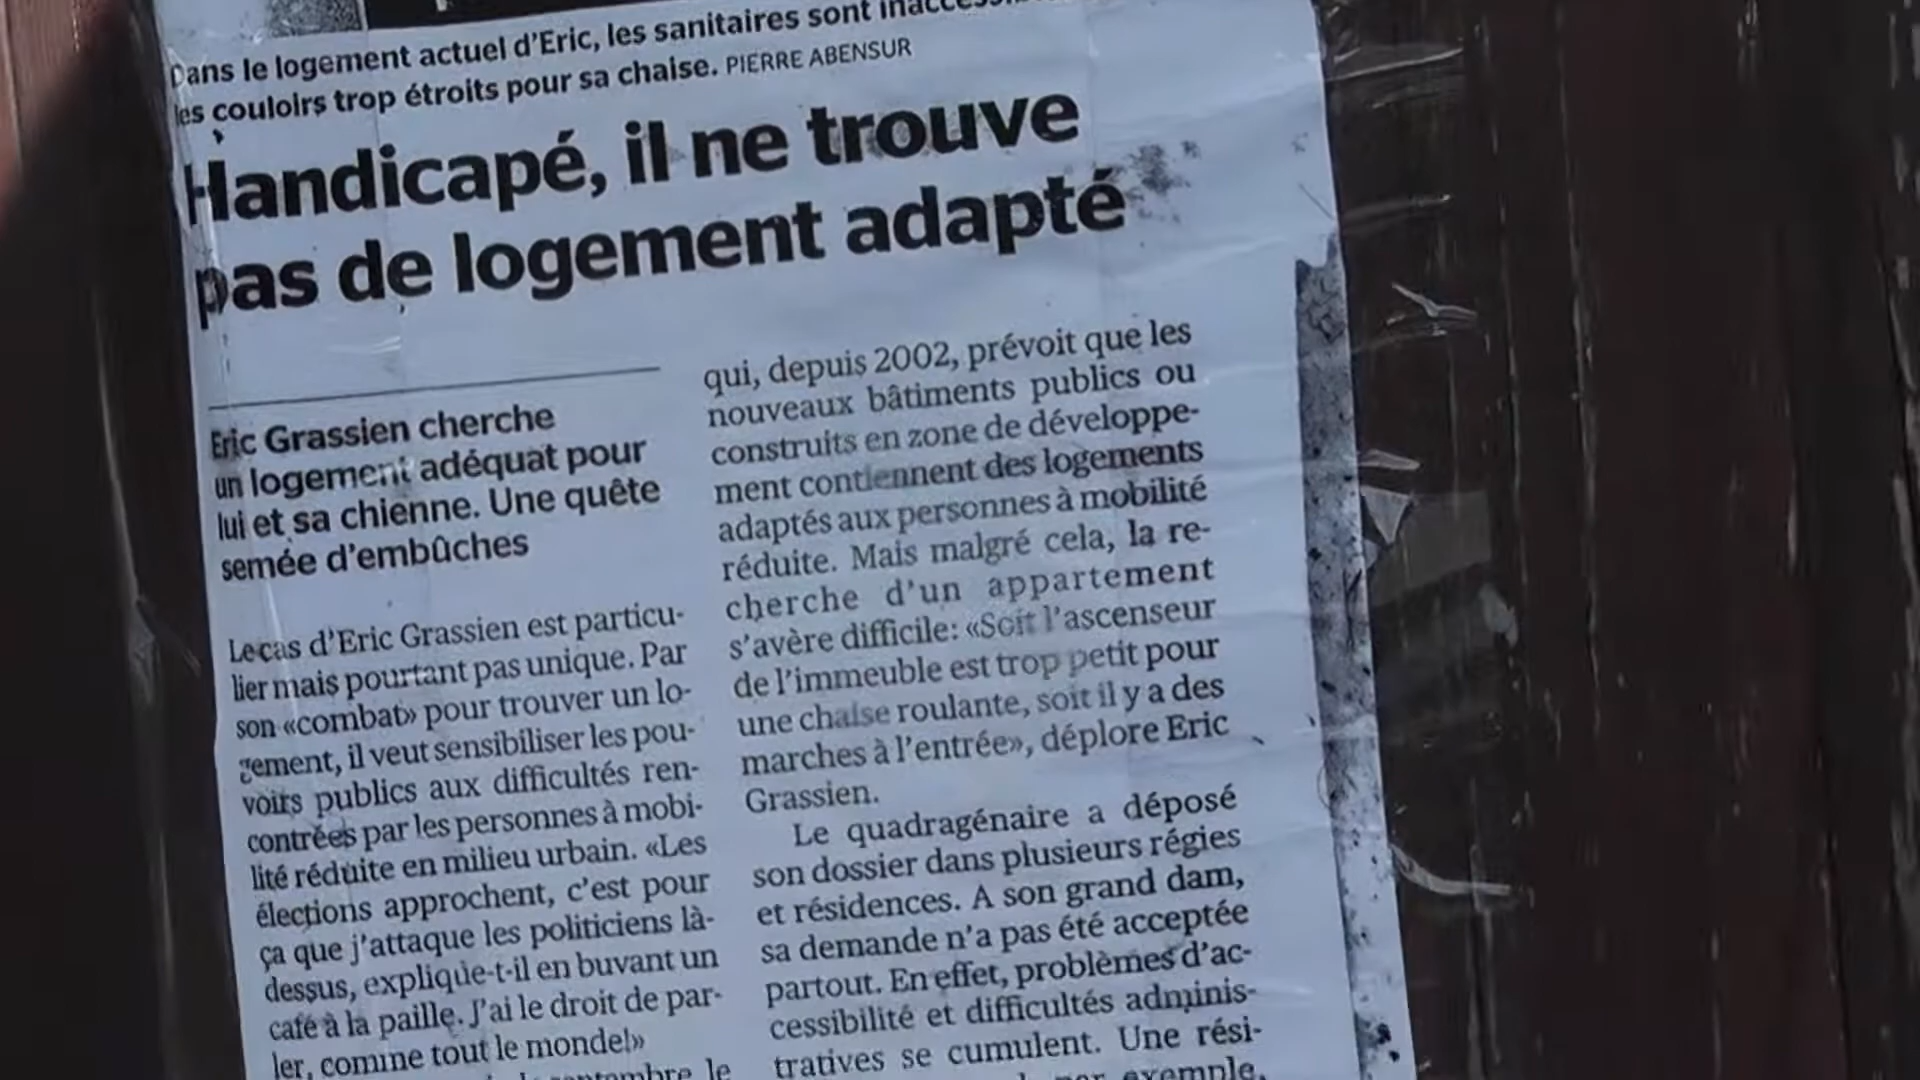 Dans le logement actuel d'Eric, les sanitaires sont
les couloirs trop étroits pour sa chaise. PIERRE ABENSUR
Handicapé, il ne trouve
pas de logement adapté
Eric Grassien cherche
un logement adéquat pour
lui et sa chienne. Une quête
semée d'embûches
Le cas d'Eric Grassien est particu-
lier mais pourtant pas unique. Par
son «combat» pour trouver un lo-
gement, il veut sensibiliser les pou-
voirs publics aux difficultés ren-
contrées par les personnes à mobi-
lité réduite en milieu urbain. «Les
élections approchent, c'est pour
ça que j'attaque les politiciens là-
dessus, explique-t-il en buvant un
café à la paille. J'ai le droit de par-
ler, comme tout le monde!»
le
qui, depuis 2002, prévoit que les
nouveaux bâtiments publics ou
construits en zone de développe-
ment contiennent des logements
adaptés aux personnes à mobilité
réduite. Mais malgré cela, la re-
cherche d'un appartement
s'avère difficile: «Soit l'ascenseur
de l'immeuble est trop petit pour
une chaise roulante, soit il y a des
marches à l'entrée», déplore Eric
Grassien.
Le quadragénaire a déposé
son dossier dans plusieurs régies
et résidences. A son grand dam,
sa demande n'a pas été acceptée
partout. En effet, problèmes d'ac-
cessibilité et difficultés adminis-
tratives se cumulent. Une rési-
exemple,